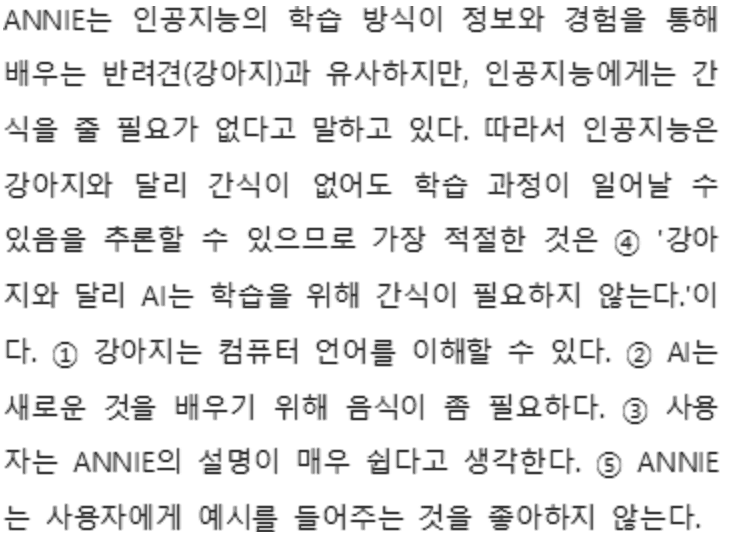 ANNIE는 인공지능의 학습 방식이 정보와 경험을 통해
배우는 반려견(강아지)과 유사하지만, 인공지능에게는 간
식을 줄 필요가 없다고 말하고 있다. 따라서 인공지능은
강아지와 달리 간식이 없어도 학습 과정이 일어날 수
있음을 추론할 수 있으므로 가장 적절한 것은 ④ '강아
지와 달리 AI는 학습을 위해 간식이 필요하지 않는다.'이
다. ① 강아지는 컴퓨터 언어를 이해할 수 있다. ② AI는
새로운 것을 배우기 위해 음식이 좀 필요하다. ③ 사용
자는 ANNIE의 설명이 매우 쉽다고 생각한다. ⑤ ANNIE
는 사용자에게 예시를 들어주는 것을 좋아하지 않는다.